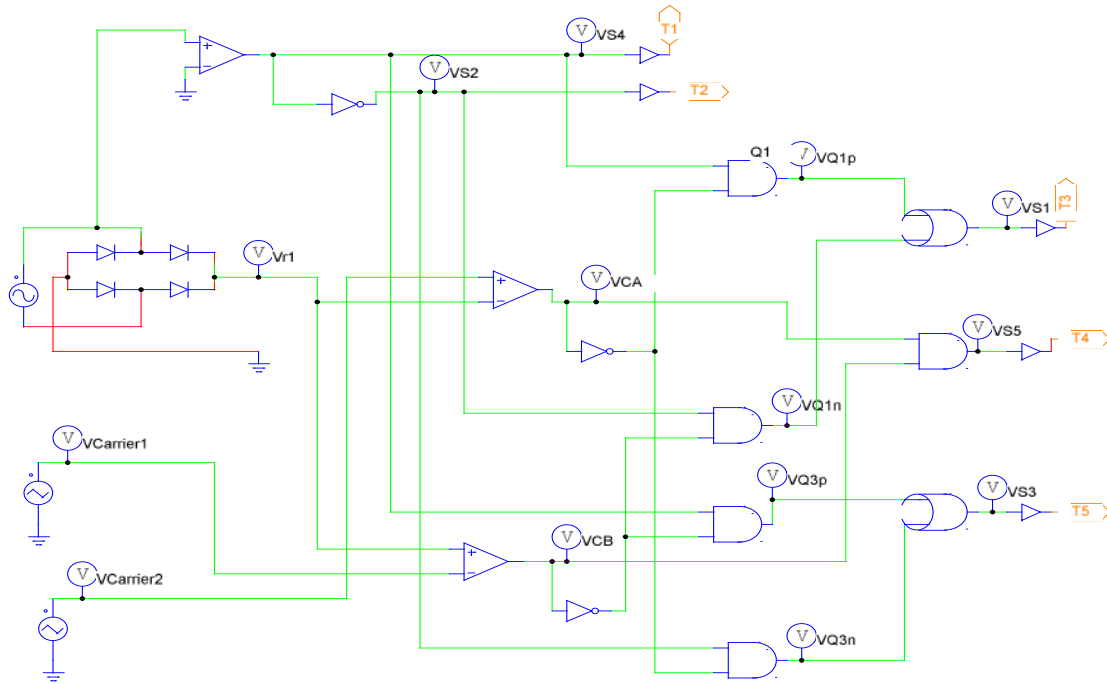 T1
VS4
VS2
T2
Q1
VQ1p
T3
VS1
Vr1
VCA
VS5
T4
VQ1n
VCarrier1
VQ3p
VS3
T5
VCB
VCarrier2
VQ3n